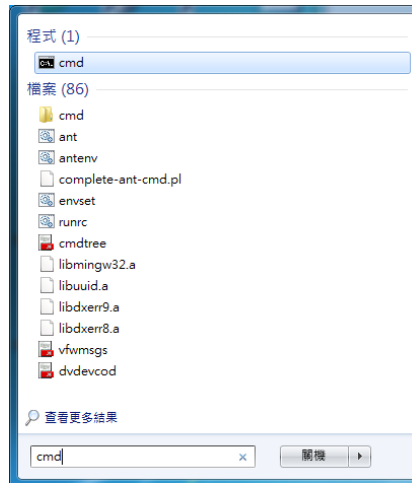 程式 (1)
cmd
檔案 (86)
cmd
ant
antenv
complete-ant-cmd.pl
envset
runrc
cmdtree
libmingw32.a
libuuid.a
libdxerr9.a
libdxerr8.a
vfwmsgs
dvdevcod
查看更多結果
cmd
關機